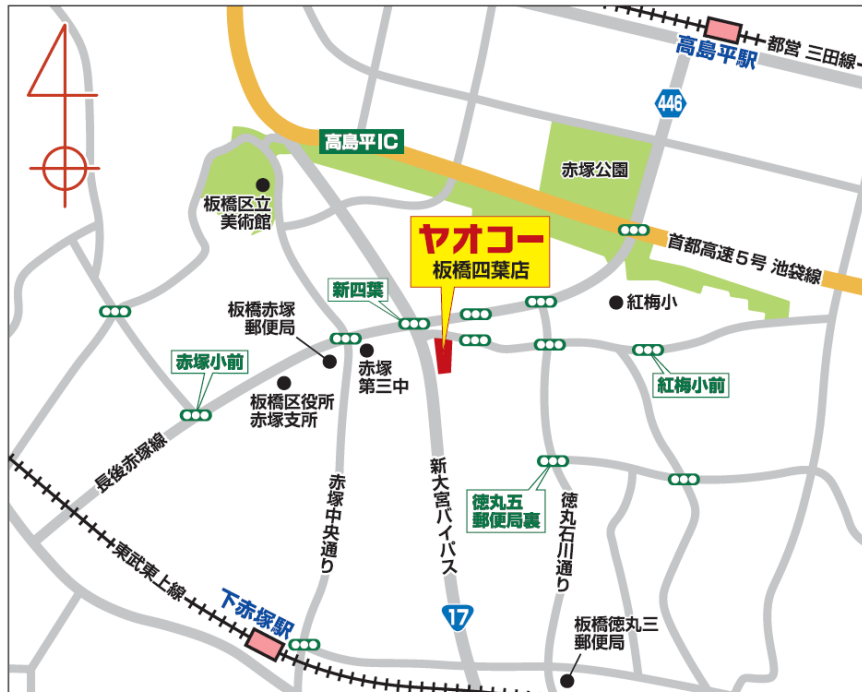 高島平駅
都営 三田線
446
高島平IC
赤塚公園
板橋区立
美術館
ヤオコー
板橋四葉店
首都高速5号 池袋線
新四葉
紅梅小
板橋赤塚
郵便局
赤塚小前
赤塚
第三中
紅梅小前
板橋区役所
赤塚支所
長後赤塚線
赤塚中央通り
新大宮バイパス
徳丸五
郵便局裏
徳丸石川通り
東武東上線
下赤塚駅
17
板橋徳丸三
郵便局